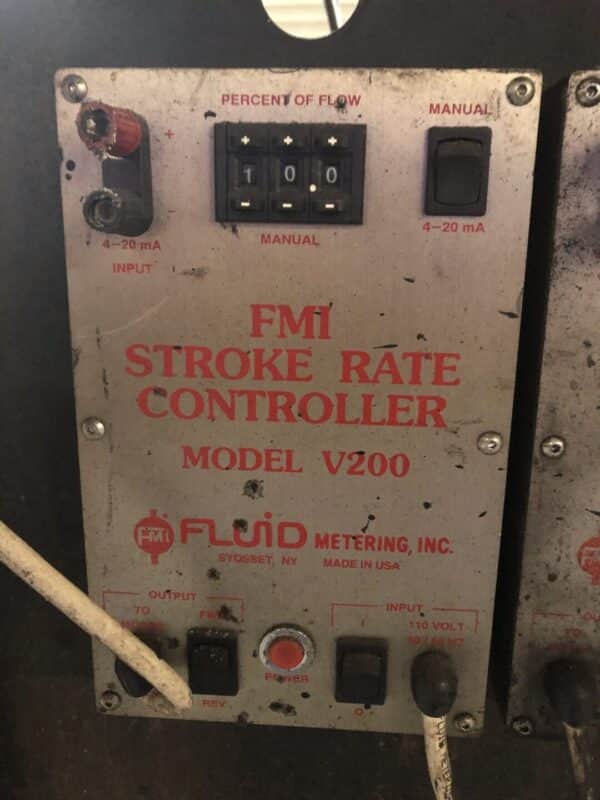 PERCENT OF FLOW
MANUAL
+
+ + +
1 0 0
- - -
-
4-20 mA
INPUT
MANUAL
4-20 mA
FMI
STROKE RATE
CONTROLLER
MODEL V200
FMI FLUID METERING, INC.
SYOSSET, NY MADE IN USA
OUTPUT
INPUT
TO
FWD
I
110 VOLT
POWER
REV
O